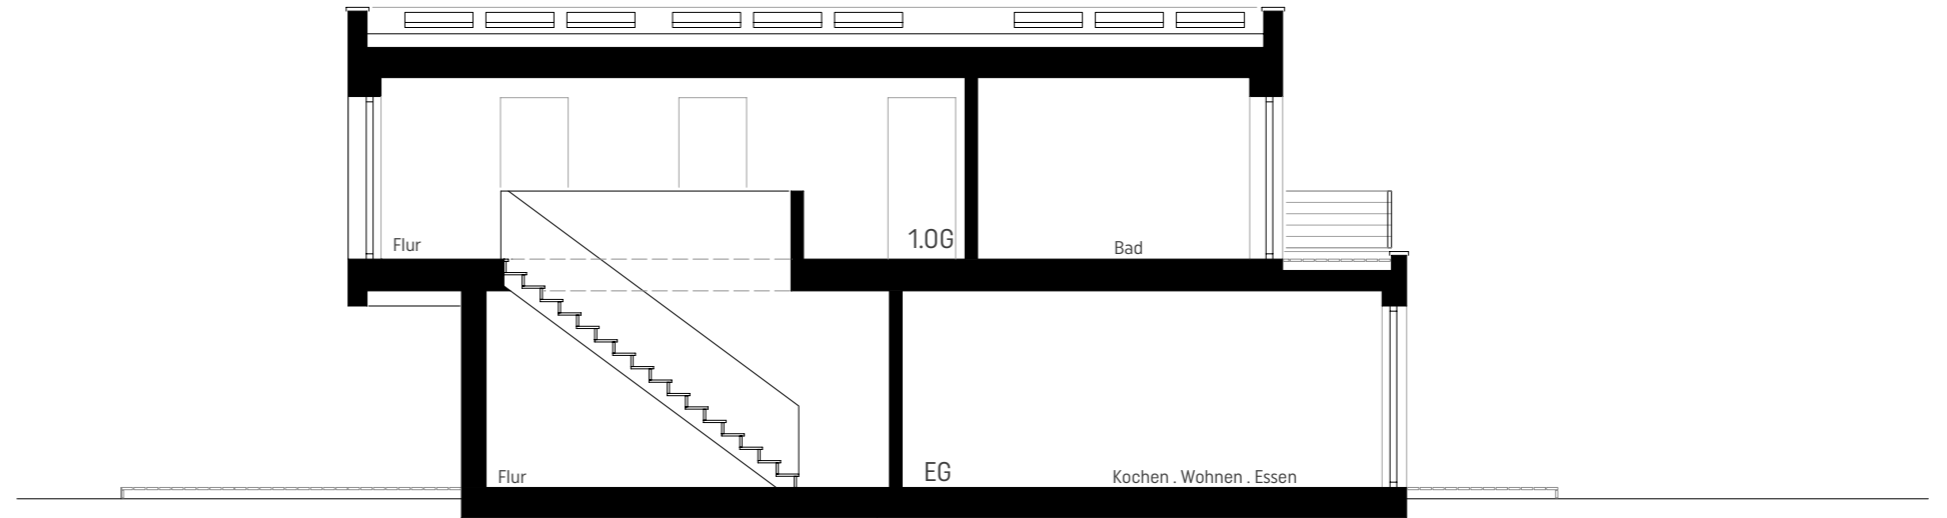 Flur
1.OG
Bad
Flur
EG
Kochen . Wohnen . Essen